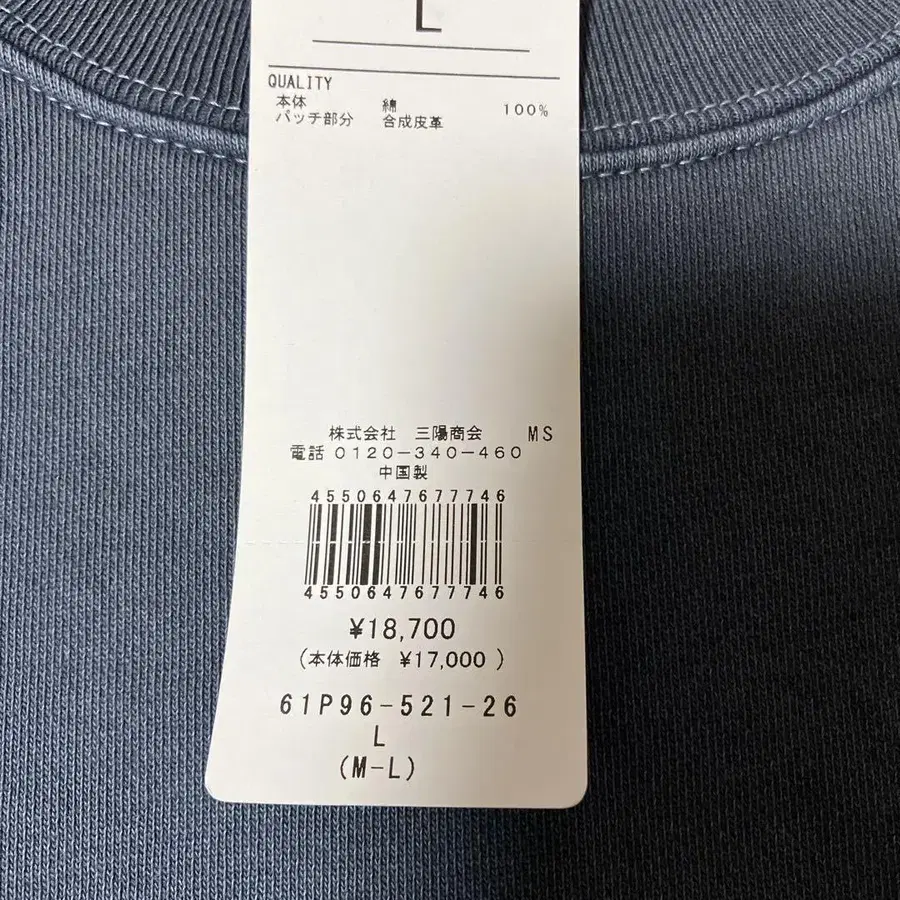 L
QUALITY
本体 綿 100%
パッチ部分 合成皮革
株式会社 三陽商会 MS
電話 0120-340-460
中国製
4550647677746
4550647677746
¥18,700
(本体価格 ¥17,000)
61P96-521-26
L
(M-L)